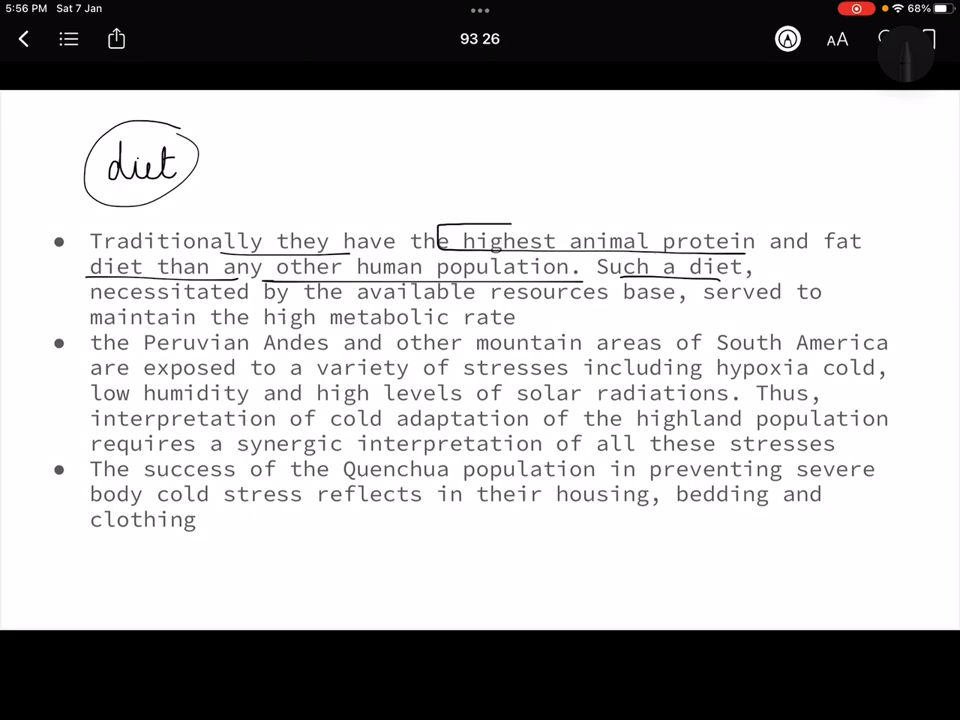 5:56 PM Sat 7 Jan
68%
93 26
AA
diet
• Traditionally they have the highest animal protein and fat
diet than any other human population. Such a diet,
necessitated by the available resources base, served to
maintain the high metabolic rate
• the Peruvian Andes and other mountain areas of South America
are exposed to a variety of stresses including hypoxia cold,
low humidity and high levels of solar radiations. Thus,
interpretation of cold adaptation of the highland population
requires a synergic interpretation of all these stresses
• The success of the Quenchua population in preventing severe
body cold stress reflects in their housing, bedding and
clothing